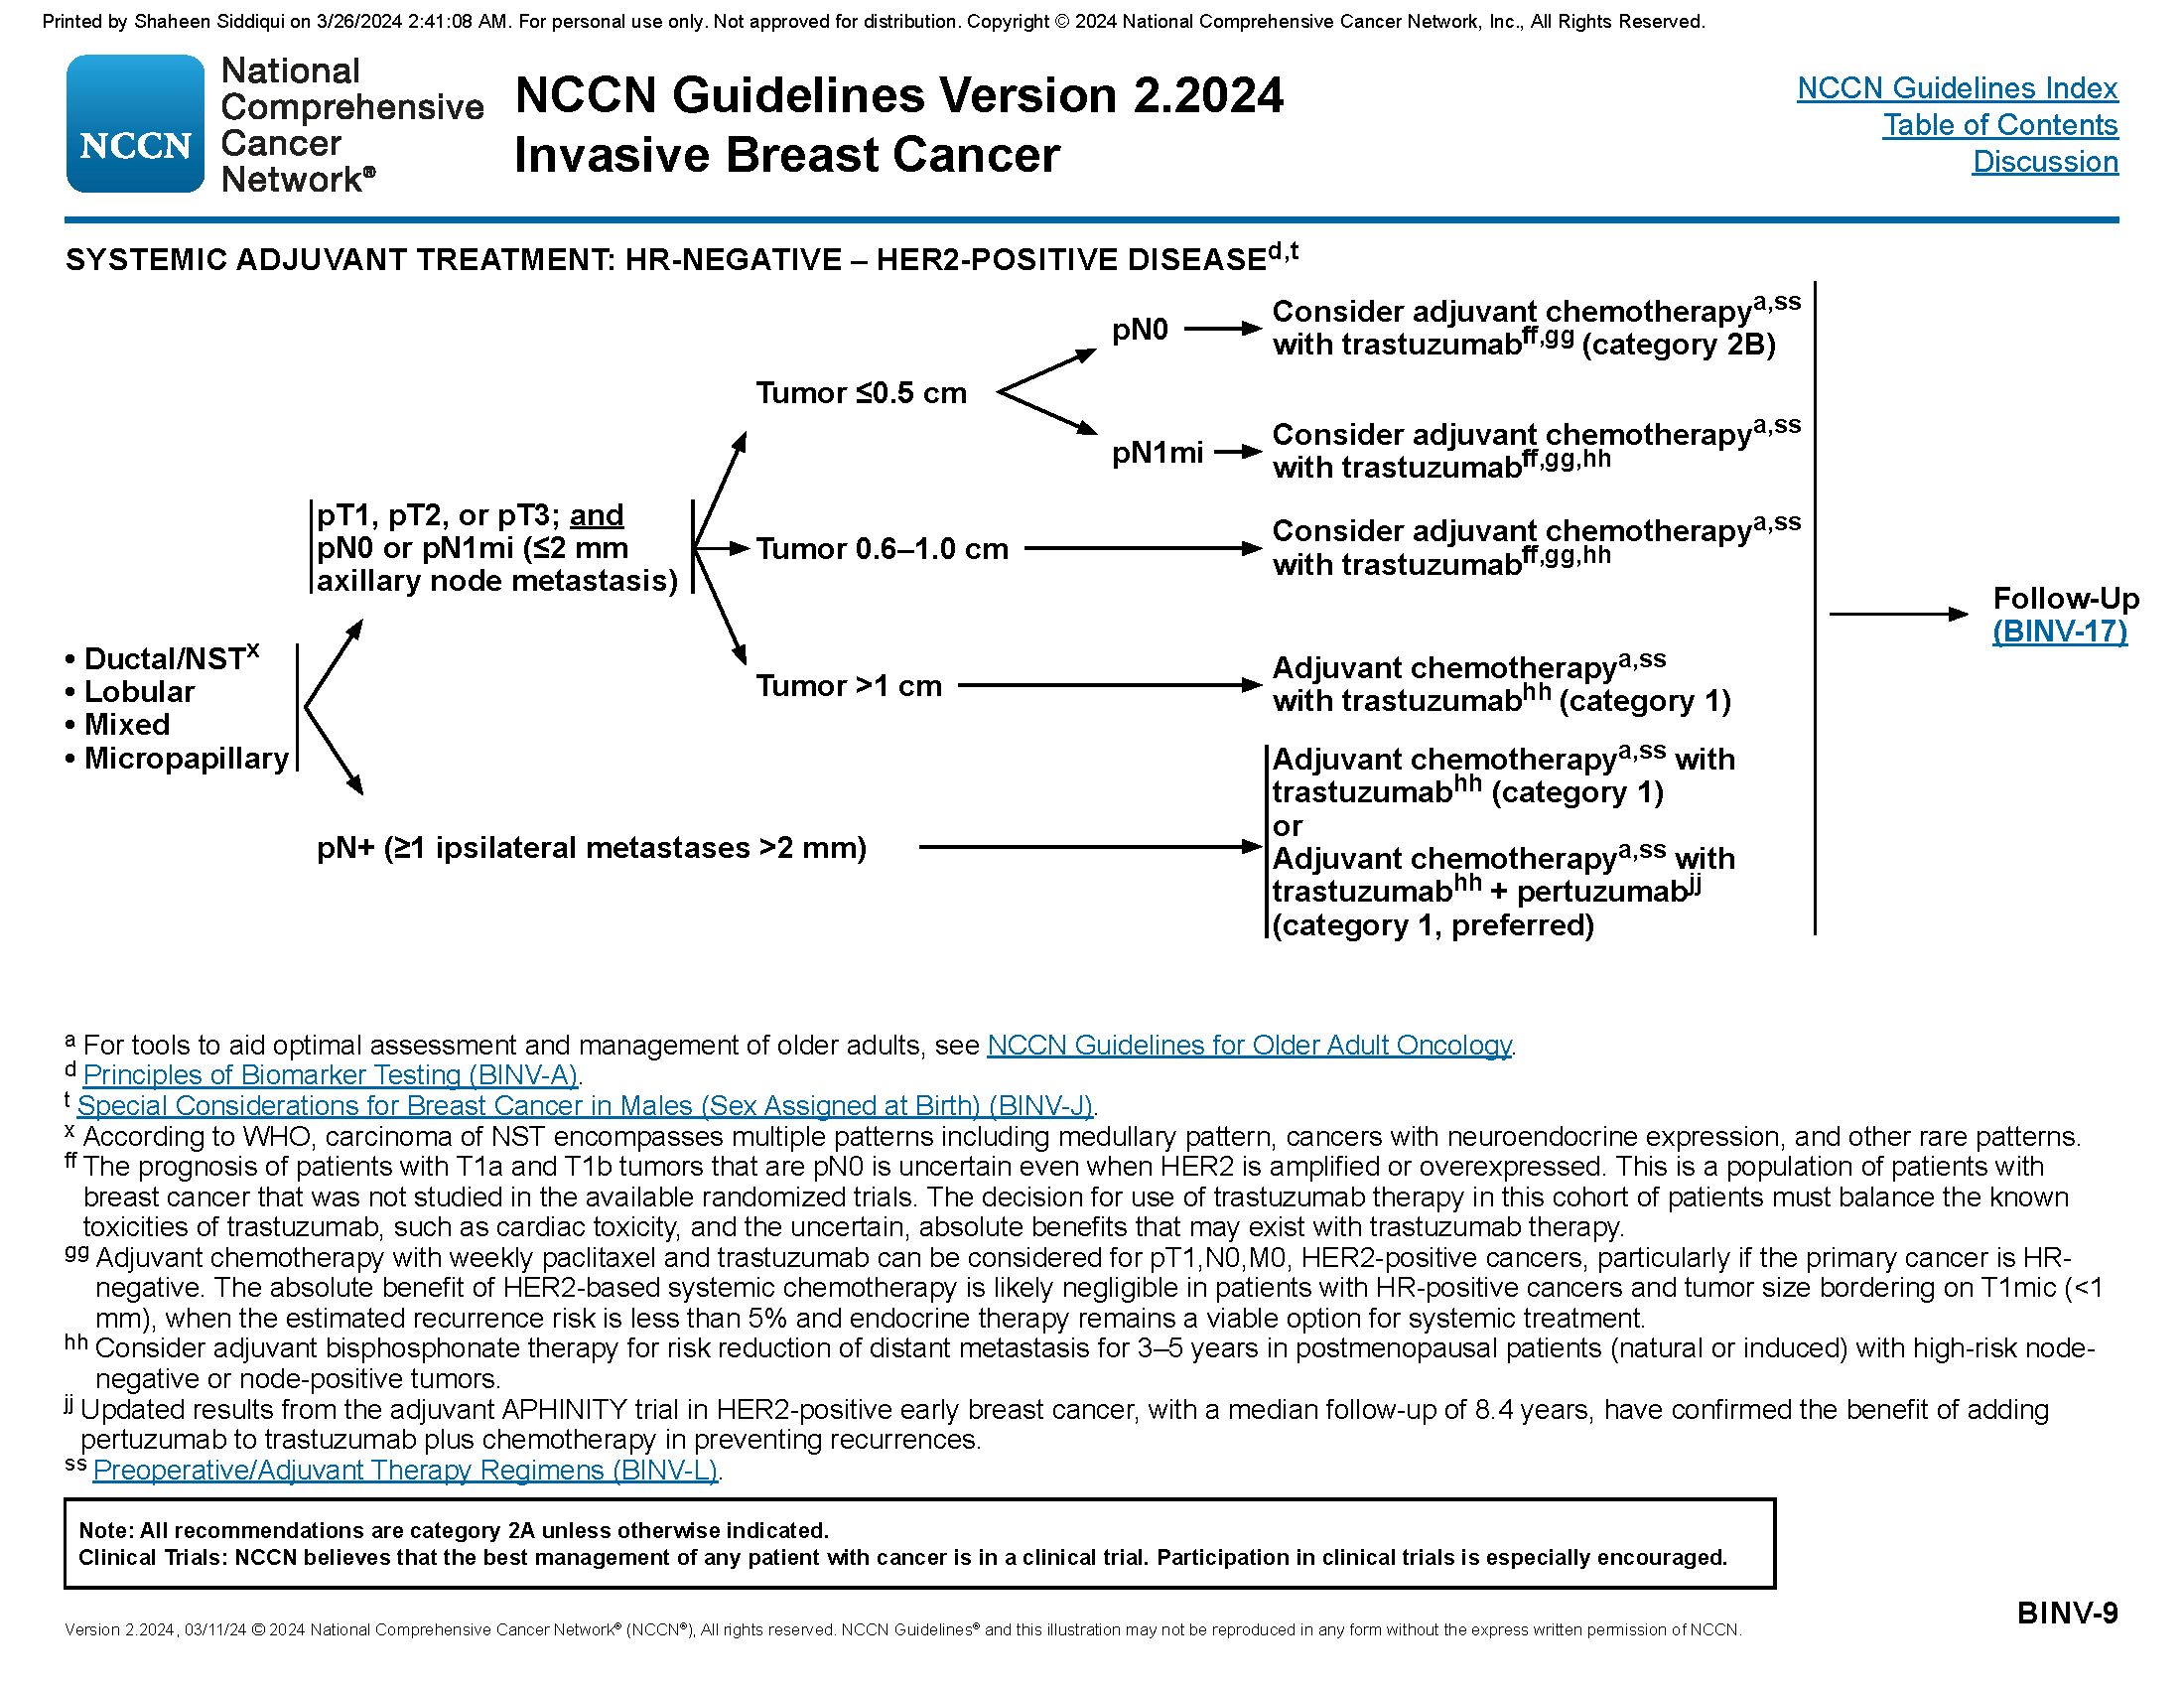 Printed by Shaheen Siddiqui on 3/26/2024 2:41:08 AM. For personal use only. Not approved for distribution. Copyright © 2024 National Comprehensive Cancer Network, Inc., All Rights Reserved.
NCCN
National
Comprehensive
Cancer
Network®
NCCN Guidelines Version 2.2024
Invasive Breast Cancer
NCCN Guidelines Index
Table of Contents
Discussion
SYSTEMIC ADJUVANT TREATMENT: HR-NEGATIVE – HER2-POSITIVE DISEASEd,t
• Ductal/NSTx
• Lobular
• Mixed
• Micropapillary
pT1, pT2, or pT3; and
pN0 or pN1mi (≤2 mm
axillary node metastasis)
Tumor ≤0.5 cm
pN0
Consider adjuvant chemotherapya,ss
with trastuzumabff,gg (category 2B)
pN1mi
Consider adjuvant chemotherapya,ss
with trastuzumabff,gg,hh
Tumor 0.6–1.0 cm
Consider adjuvant chemotherapya,ss
with trastuzumabff,gg,hh
Tumor >1 cm
Adjuvant chemotherapya,ss
with trastuzumabhh (category 1)
pN+ (≥1 ipsilateral metastases >2 mm)
Adjuvant chemotherapya,ss with
trastuzumabhh (category 1)
or
Adjuvant chemotherapya,ss with
trastuzumabhh + pertuzumabjj
(category 1, preferred)
Follow-Up
(BINV-17)
a For tools to aid optimal assessment and management of older adults, see NCCN Guidelines for Older Adult Oncology.
d Principles of Biomarker Testing (BINV-A).
t Special Considerations for Breast Cancer in Males (Sex Assigned at Birth) (BINV-J).
x According to WHO, carcinoma of NST encompasses multiple patterns including medullary pattern, cancers with neuroendocrine expression, and other rare patterns.
ff The prognosis of patients with T1a and T1b tumors that are pN0 is uncertain even when HER2 is amplified or overexpressed. This is a population of patients with
breast cancer that was not studied in the available randomized trials. The decision for use of trastuzumab therapy in this cohort of patients must balance the known
toxicities of trastuzumab, such as cardiac toxicity, and the uncertain, absolute benefits that may exist with trastuzumab therapy.
gg Adjuvant chemotherapy with weekly paclitaxel and trastuzumab can be considered for pT1,N0,M0, HER2-positive cancers, particularly if the primary cancer is HR-
negative. The absolute benefit of HER2-based systemic chemotherapy is likely negligible in patients with HR-positive cancers and tumor size bordering on T1mic (<1
mm), when the estimated recurrence risk is less than 5% and endocrine therapy remains a viable option for systemic treatment.
hh Consider adjuvant bisphosphonate therapy for risk reduction of distant metastasis for 3–5 years in postmenopausal patients (natural or induced) with high-risk node-
negative or node-positive tumors.
jj Updated results from the adjuvant APHINITY trial in HER2-positive early breast cancer, with a median follow-up of 8.4 years, have confirmed the benefit of adding
pertuzumab to trastuzumab plus chemotherapy in preventing recurrences.
ss Preoperative/Adjuvant Therapy Regimens (BINV-L).
Note: All recommendations are category 2A unless otherwise indicated.
Clinical Trials: NCCN believes that the best management of any patient with cancer is in a clinical trial. Participation in clinical trials is especially encouraged.
BINV-9
Version 2.2024, 03/11/24 © 2024 National Comprehensive Cancer Network® (NCCN®), All rights reserved. NCCN Guidelines® and this illustration may not be reproduced in any form without the express written permission of NCCN.